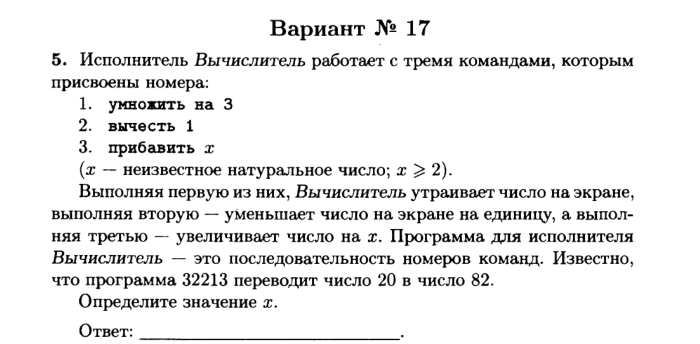 Вариант № 17
5. Исполнитель Вычислитель работает с тремя командами, которым
присвоены номера:
1. умножить на 3
2. вычесть 1
3. прибавить x
(x — неизвестное натуральное число; x ⩾ 2).
Выполняя первую из них, Вычислитель утраивает число на экране,
выполняя вторую — уменьшает число на экране на единицу, а выпол-
няя третью — увеличивает число на x. Программа для исполнителя
Вычислитель — это последовательность номеров команд. Известно,
что программа 32213 переводит число 20 в число 82.
Определите значение x.
Ответ: ______________________________.